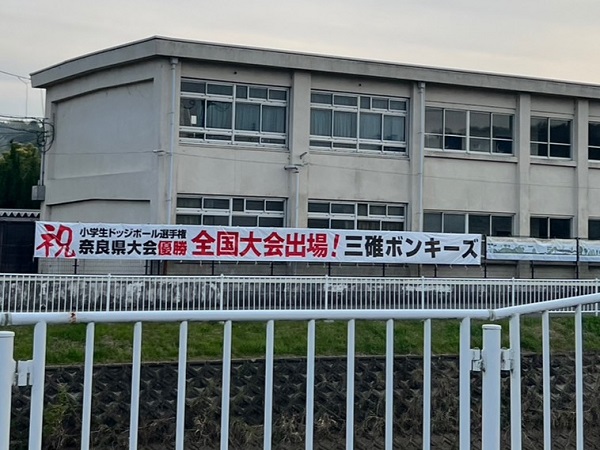 祝
小学生ドッジボール選手権
奈良県大会優勝
全国大会出場！三碓ボンキーズ